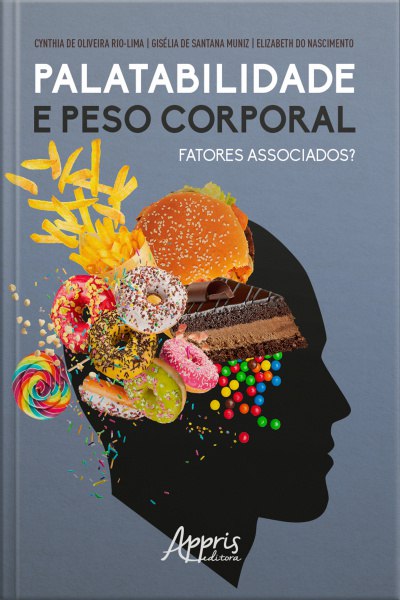 CYNTHIA DE OLIVEIRA RIO-LIMA | GISÉLIA DE SANTANA MUNIZ | ELIZABETH DO NASCIMENTO
PALATABILIDADE
E PESO CORPORAL
FATORES ASSOCIADOS?
Appris
editora